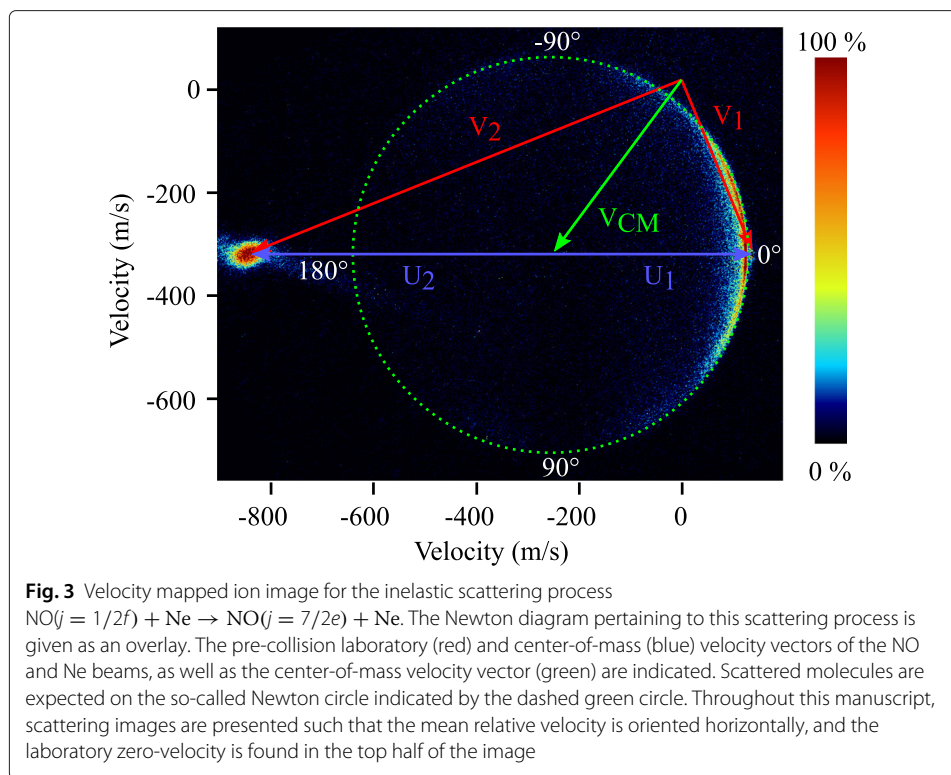 -90°
100 %
0
V2
V1
-200
Velocity (m/s)
VCM
180°
0°
U2
U1
-400
-600
90°
0 %
-800
-600
-400
-200
0
Velocity (m/s)
Fig. 3 Velocity mapped ion image for the inelastic scattering process
NO(j = 1/2f) + Ne → NO(j = 7/2e) + Ne. The Newton diagram pertaining to this scattering process is
given as an overlay. The pre-collision laboratory (red) and center-of-mass (blue) velocity vectors of the NO
and Ne beams, as well as the center-of-mass velocity vector (green) are indicated. Scattered molecules are
expected on the so-called Newton circle indicated by the dashed green circle. Throughout this manuscript,
scattering images are presented such that the mean relative velocity is oriented horizontally, and the
laboratory zero-velocity is found in the top half of the image